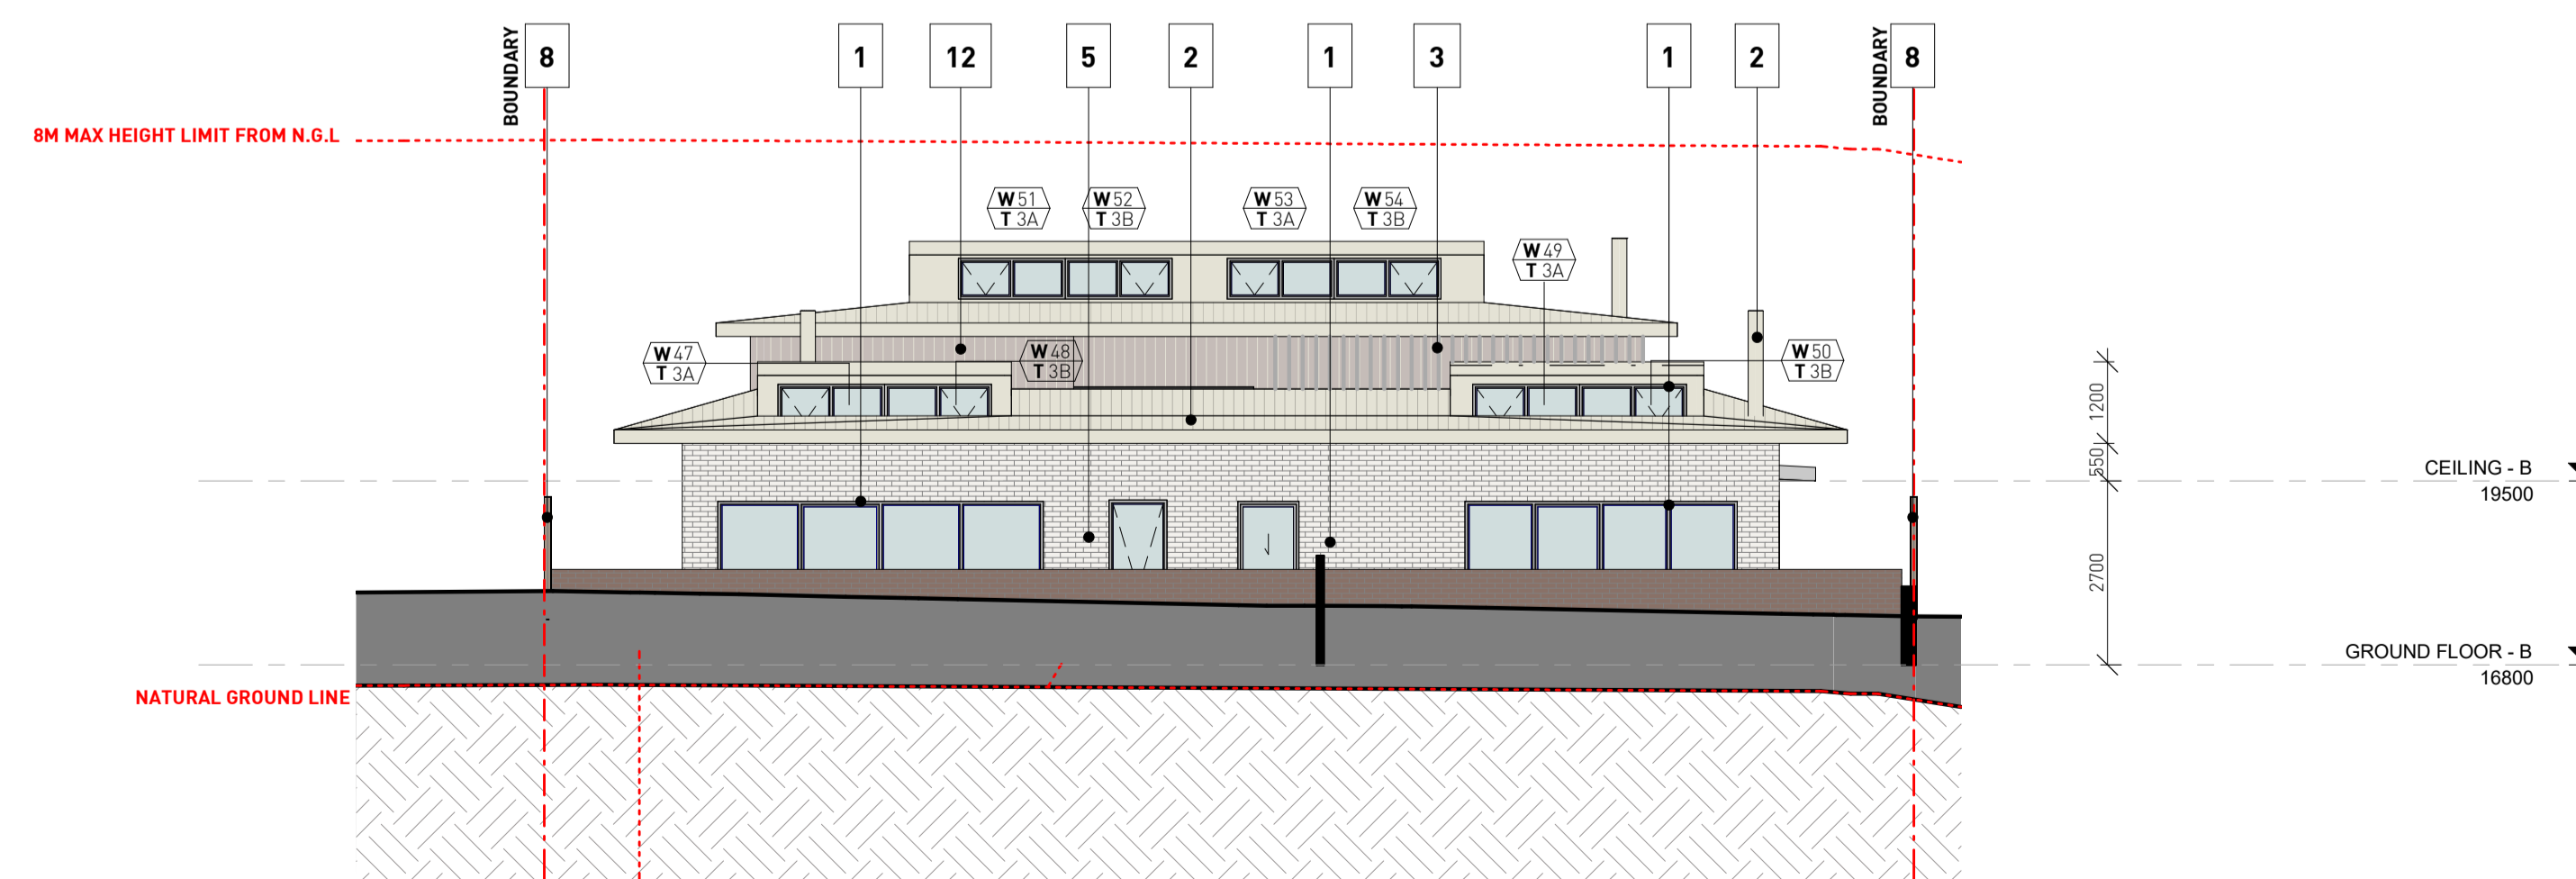 BOUNDARY
8
1
12
5
2
1
3
1
2
BOUNDARY
8
8M MAX HEIGHT LIMIT FROM N.G.L
W 51
T 3A
W 52
T 3B
W 53
T 3A
W 54
T 3B
W 49
T 3A
W 47
T 3A
W 48
T 3B
W 50
T 3B
1200
550
CEILING - B
19500
2700
GROUND FLOOR - B
16800
NATURAL GROUND LINE